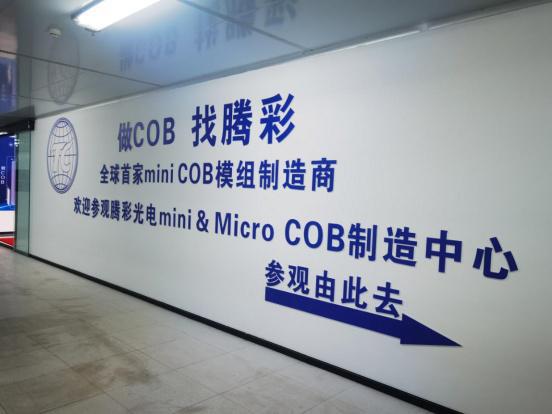 做COB 找腾彩
全球首家mini COB模组制造商
欢迎参观腾彩光电mini & Micro COB制造中心
参观由此去